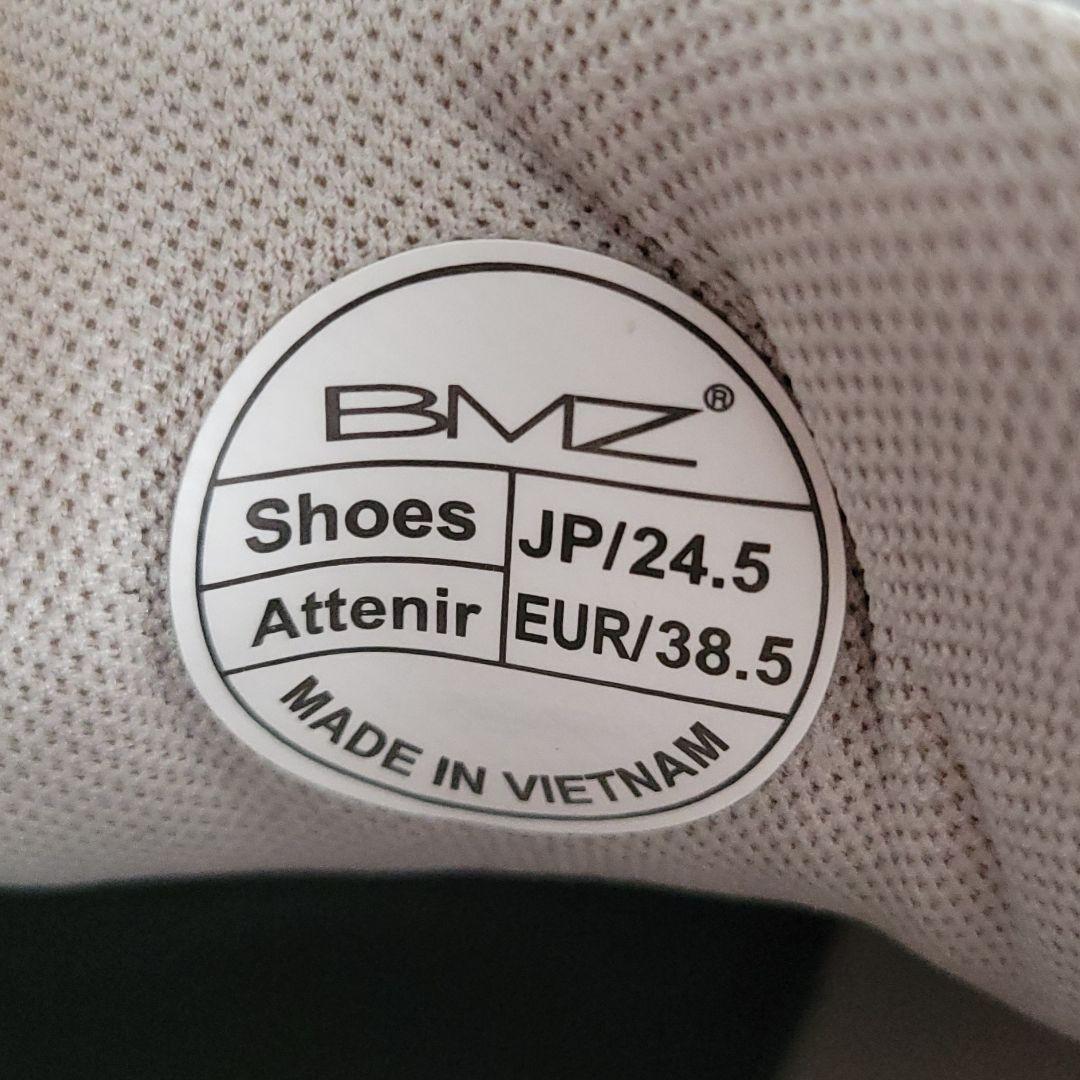 BMZ®
Shoes
Attenir
JP/24.5
EUR/38.5
MADE IN VIETNAM